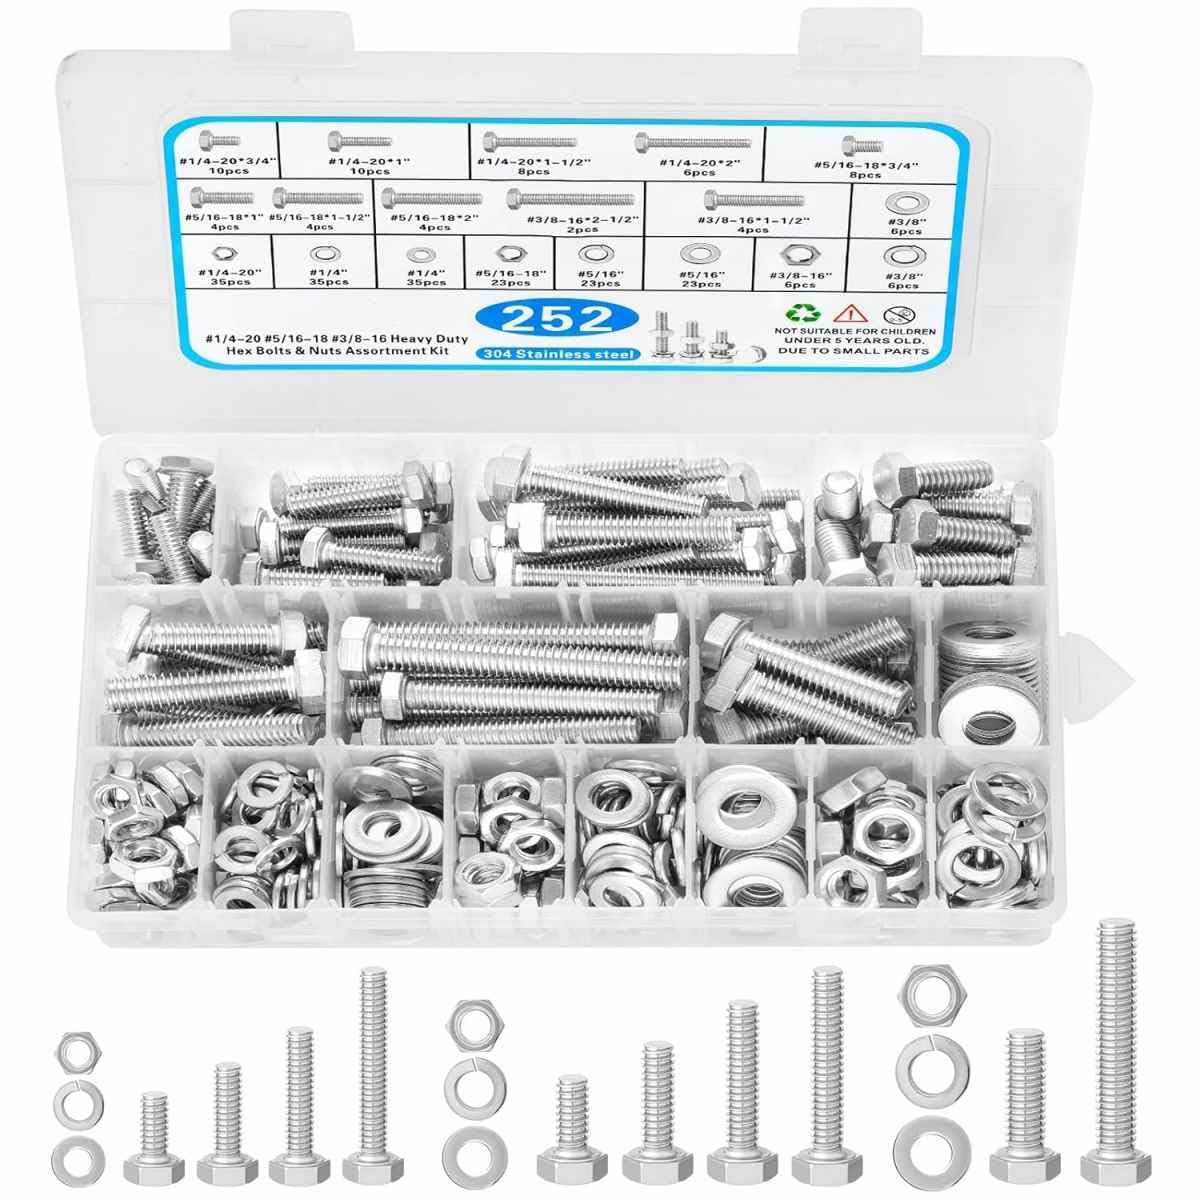 #1/4-20*3/4"
10pcs
#1/4-20*1"
10pcs
#1/4-20*1-1/2"
8pcs
#1/4-20*2"
6pcs
#5/16-18*3/4"
8pcs
#5/16-18*1"
4pcs
#5/16-18*1-1/2"
4pcs
#5/16-18*2"
4pcs
#3/8-16*2-1/2"
2pcs
#3/8-16*1-1/2"
4pcs
#3/8"
6pcs
#1/4-20"
35pcs
#1/4"
35pcs
#1/4"
35pcs
#5/16-18"
23pcs
#5/16"
23pcs
#5/16"
23pcs
#3/8-16"
6pcs
#3/8"
6pcs
#1/4-20 #5/16-18 #3/8-16 Heavy Duty
Hex Bolts & Nuts Assortment Kit
252
304 Stainless steel
NOT SUITABLE FOR CHILDREN
UNDER 5 YEARS OLD.
DUE TO SMALL PARTS